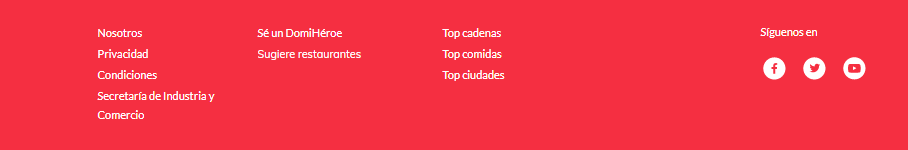 Nosotros
Privacidad
Condiciones
Secretaría de Industria y
Comercio
Sé un DomiHéroe
Sugiere restaurantes
Top cadenas
Top comidas
Top ciudades
Síguenos en